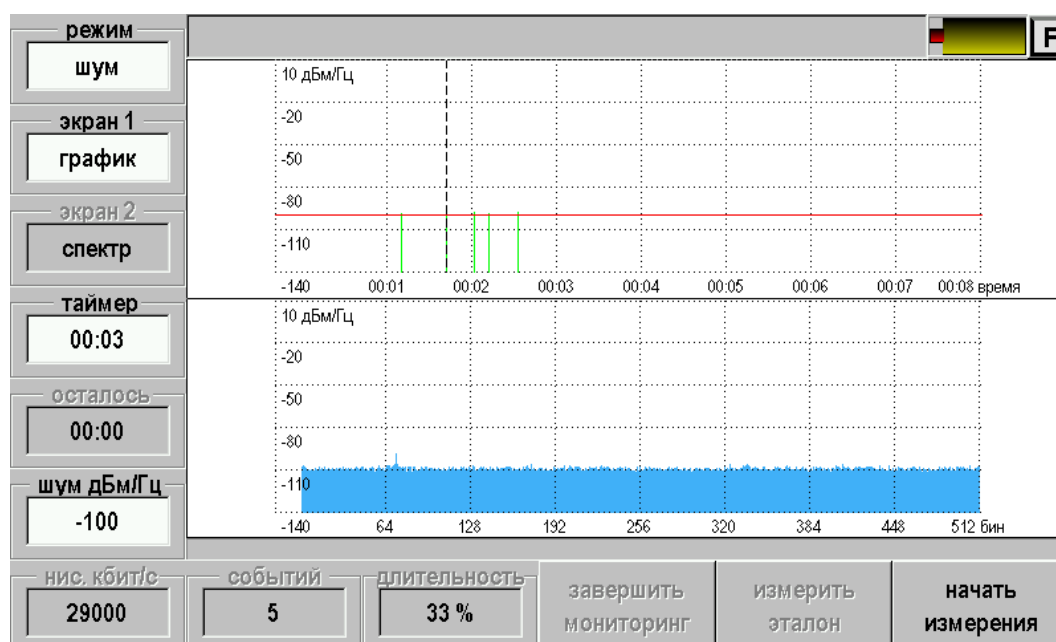 режим
шум
экран 1
график
экран 2
спектр
таймер
00:03
осталось
00:00
шум дБм/Гц
-100
F
10 дБм/Гц
-20
-50
-80
-110
-140
00:01 00:02 00:03 00:04 00:05 00:06 00:07 00:08 время
10 дБм/Гц
-20
-50
-80
-110
-140
64 128 192 256 320 384 448 512 бин
нис. кбит/с
29000
событий
5
длительность
33 %
завершить
мониторинг
измерить
эталон
начать
измерения